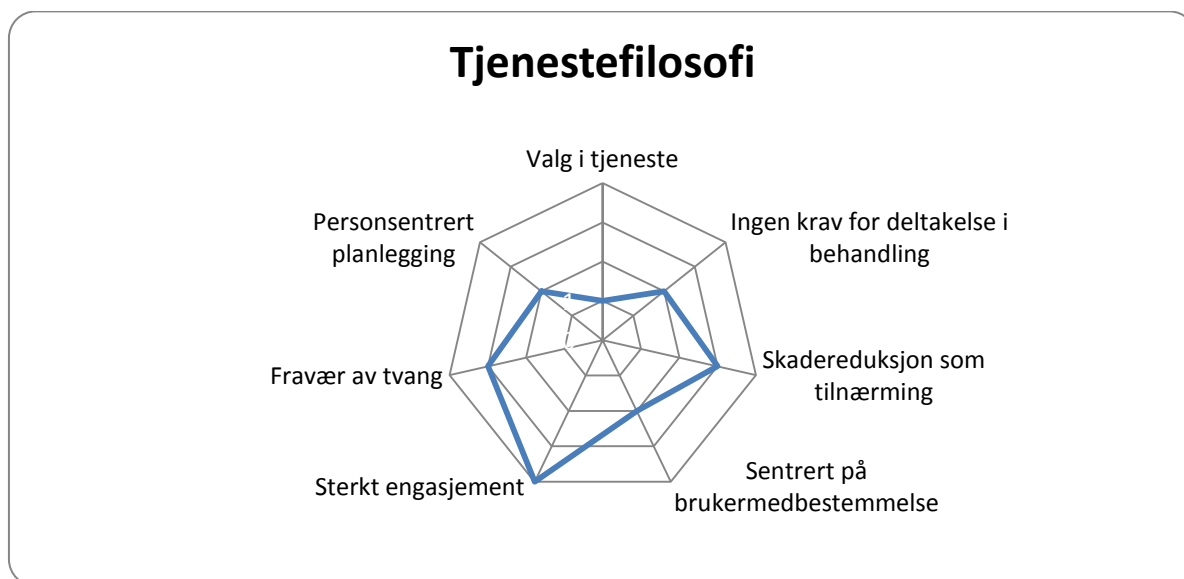 Tjenestefilosofi
Valg i tjeneste
Ingen krav for deltakelse i
behandling
Skadereduksjon som
tilnærming
Sentrert på
brukermedbestemmelse
Sterkt engasjement
Fravær av tvang
Personsentrert
planlegging